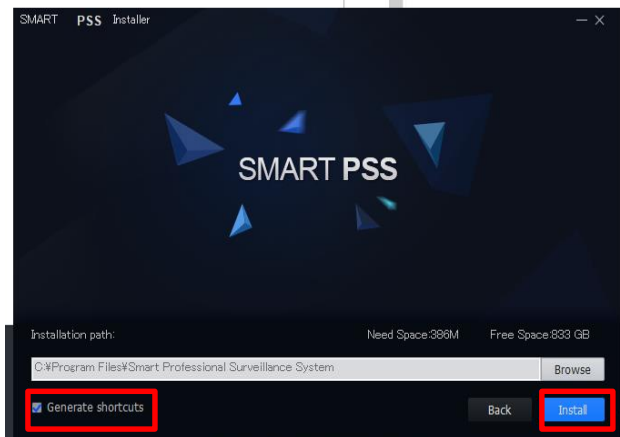 SMART PSS Installer
SMART PSS
Installation path:
Need Space:386M Free Space:833 GB
C:¥Program Files¥Smart Professional Surveillance System
Browse
Generate shortcuts
Back
Install